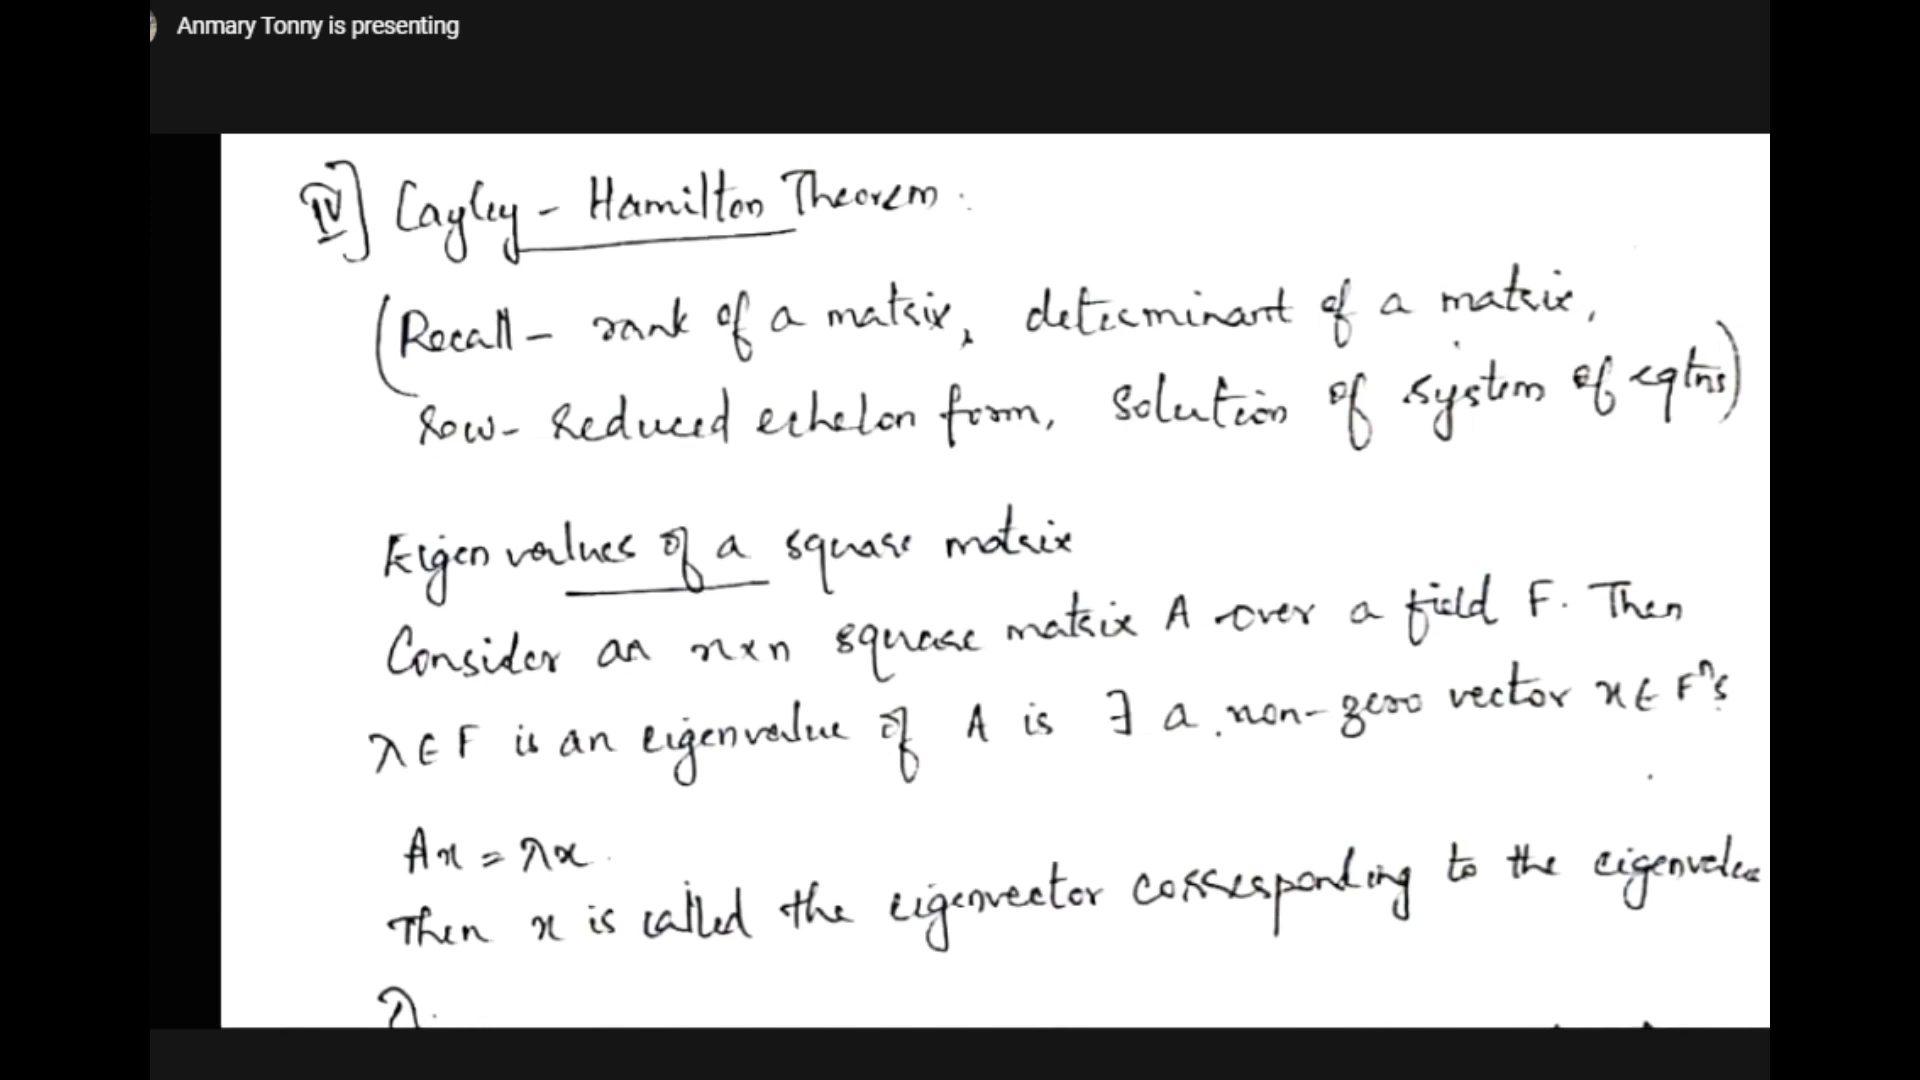 Anmary Tonny is presenting
IV] Cayley - Hamilton Theorem.
(Recall - rank of a matrix, determinant of a matrix,
row-reduced echelon form, solution of system of eqtns)
Eigen values of a square matrix
Consider an n×n square matrix A over a field F. Then
λ ∈ F is an eigenvalue of A is ∃ a non-zero vector x ∈ Fⁿ s
Ax = λx.
Then x is called the eigenvector corresponding to the eigenvalue
λ.